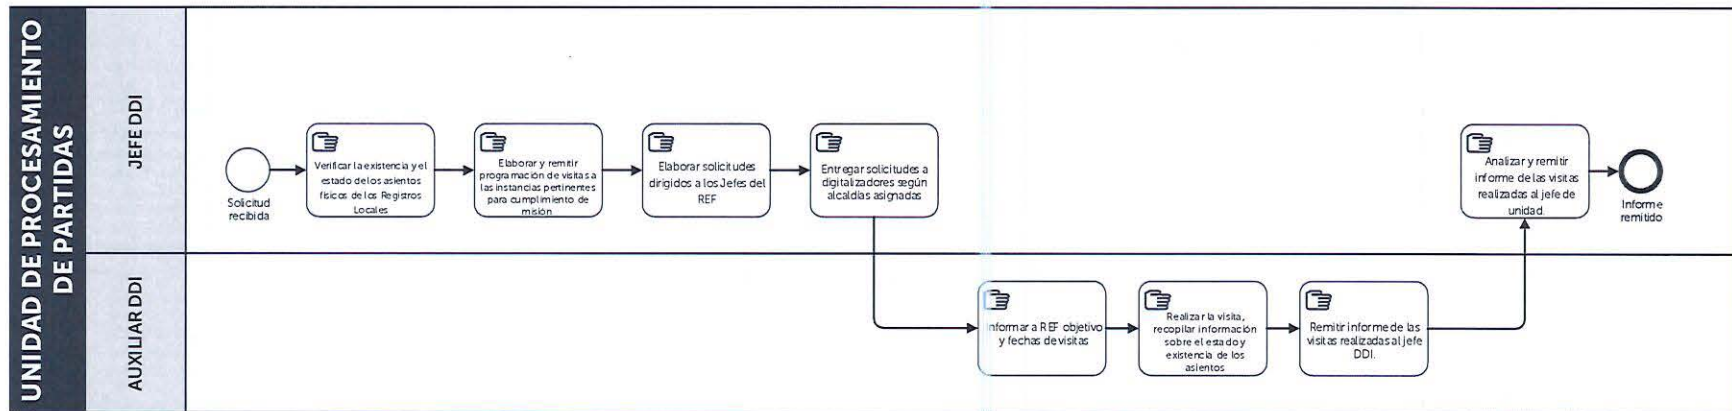 UNIDAD DE PROCESAMIENTO
DE PARTIDAS
JEFE DDI
Solicitud
recibida
Verificar la existencia y el
estado de los asientos
físicos de los Registros
Locales
Elaborar y remitir
programación de visitas a
las instancias pertinentes
para cumplimiento de
misión
Elaborar solicitudes
dirigidos a los Jefes del
REF
Entregar solicitudes a
digitalizadores según
alcaldías asignadas
Analizar y remitir
informe de las visitas
realizadas al jefe de
unidad.
Informe
remitido
AUXILIAR DDI
Informar a REF objetivo
y fechas de visitas
Realizar la visita,
recopilar información
sobre el estado y
existencia de los
asientos
Remitir informe de las
visitas realizadas al jefe
DDI.